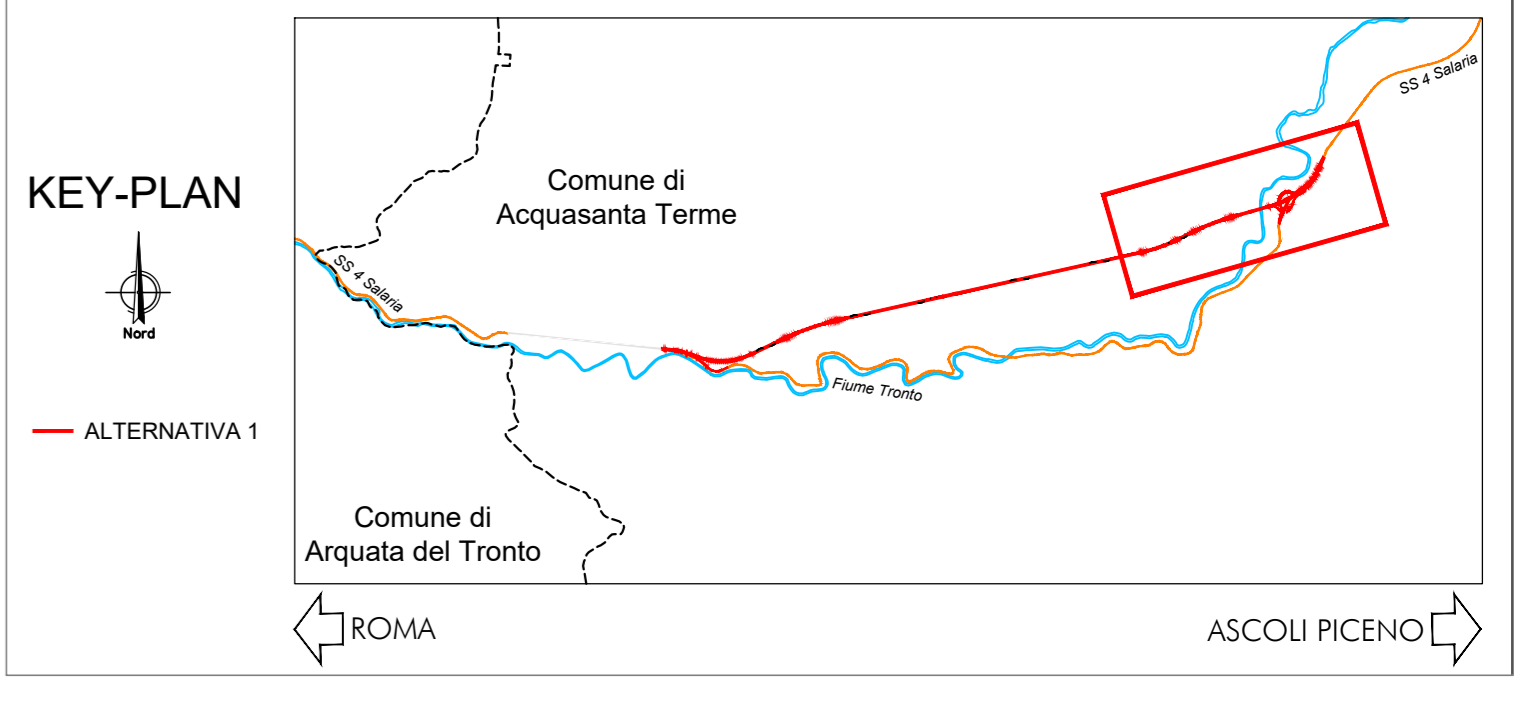 KEY-PLAN
Nord
ALTERNATIVA 1
Comune di
Acquasanta Terme
SS 4 Salaria
SS 4 Salaria
Fiume Tronto
Comune di
Arquata del Tronto
ROMA
ASCOLI PICENO